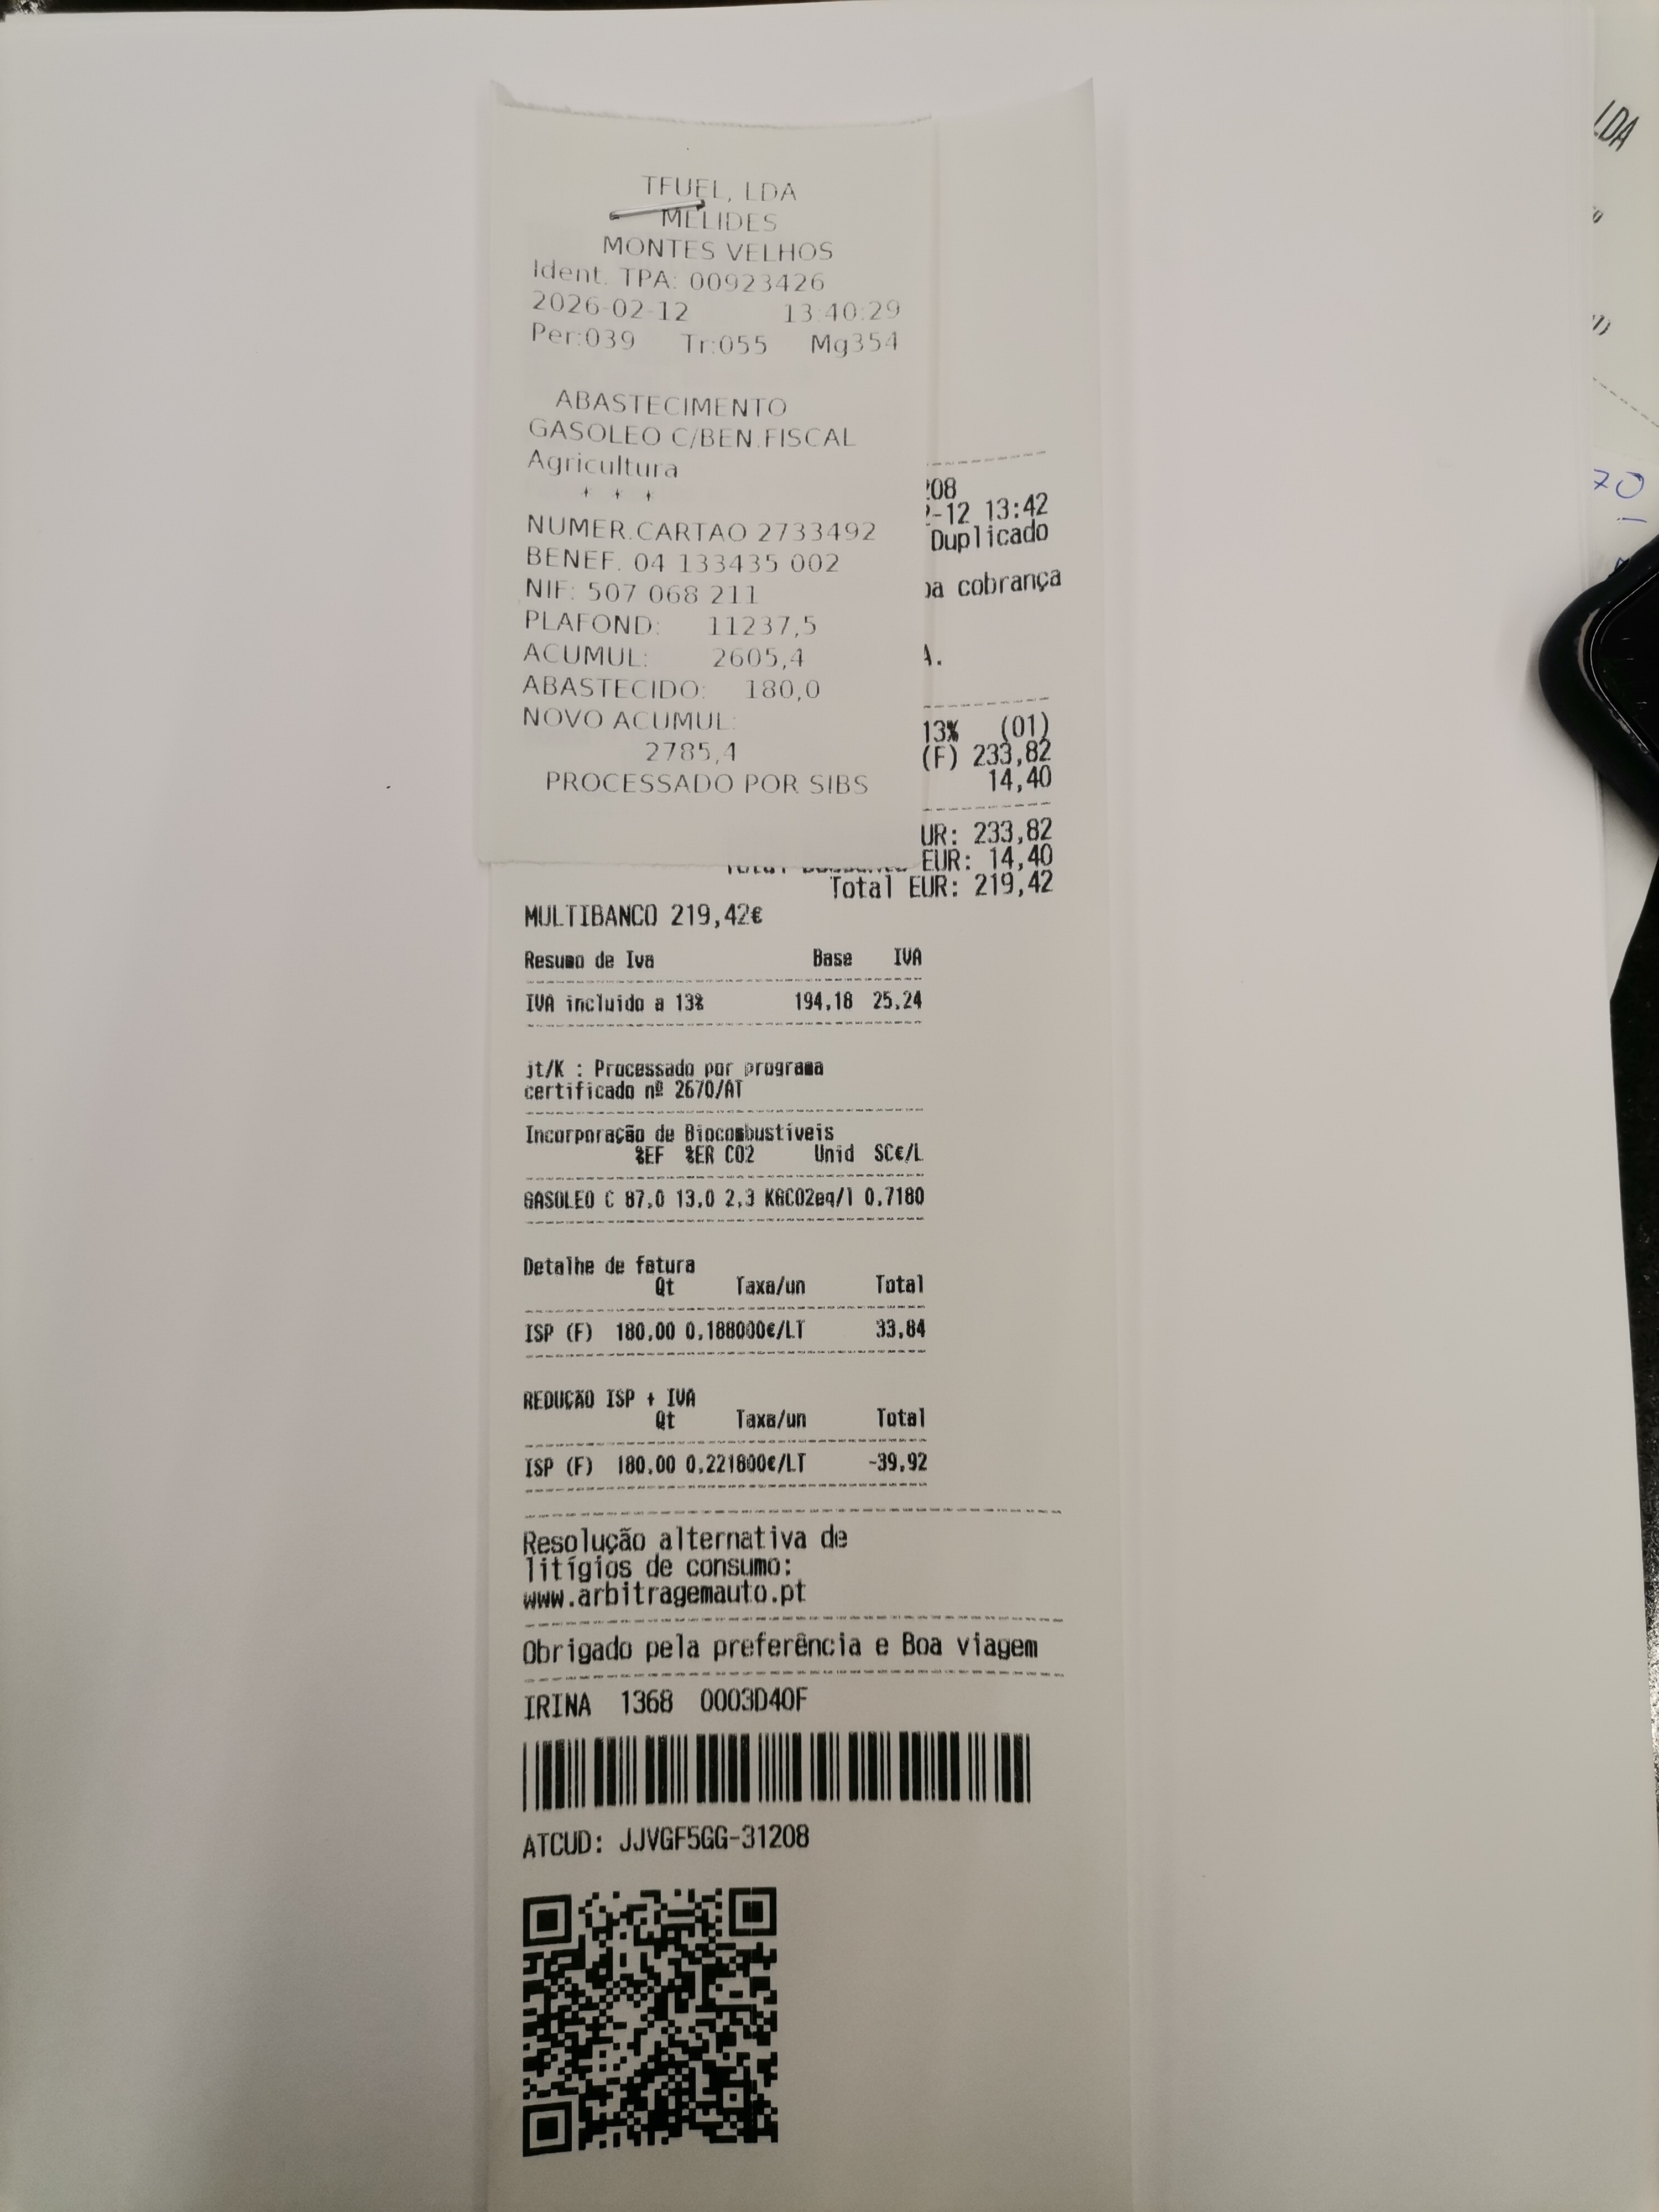 TFUEL, LDA
MELIDES
MONTES VELHOS
Ident. TPA: 00923426
2026-02-12 13:40:29
Per:039 Tr:055 Mg354
ABASTECIMENTO
GASOLEO C/BEN.FISCAL
Agricultura
* * *
NUMER.CARTAO 2733492
BENEF. 04 133435 002
NIF: 507 068 211
PLAFOND: 11237,5
ACUMUL: 2605,4
ABASTECIDO: 180,0
NOVO ACUMUL:
2785,4
PROCESSADO POR SIBS
208
-12 13:42
Duplicado
cobrança
A.
13% (01)
(F) 233,82
14,40
UR: 233,82
EUR: 14,40
Total EUR: 219,42
MULTIBANCO 219,42€
Resumo de Iva Base IVA
IVA incluido a 13% 194,18 25,24
jt/K : Processado por programa
certificado nº 2670/AT
Incorporação de Biocombustíveis
%EF %ER CO2 Unid SC€/L
GASOLEO C 87,0 13,0 2,3 KGCO2eq/l 0,7180
Detalhe de fatura
Qt Taxa/un Total
ISP (F) 180,00 0,188000€/LT 33,84
REDUÇÃO ISP + IVA
Qt Taxa/un Total
ISP (F) 180,00 0,221800€/LT -39,92
Resolução alternativa de
litígios de consumo:
www.arbitragemauto.pt
Obrigado pela preferência e Boa viagem
IRINA 1368 0003D40F
ATCUD: JJVGF5GG-31208
LDA
70